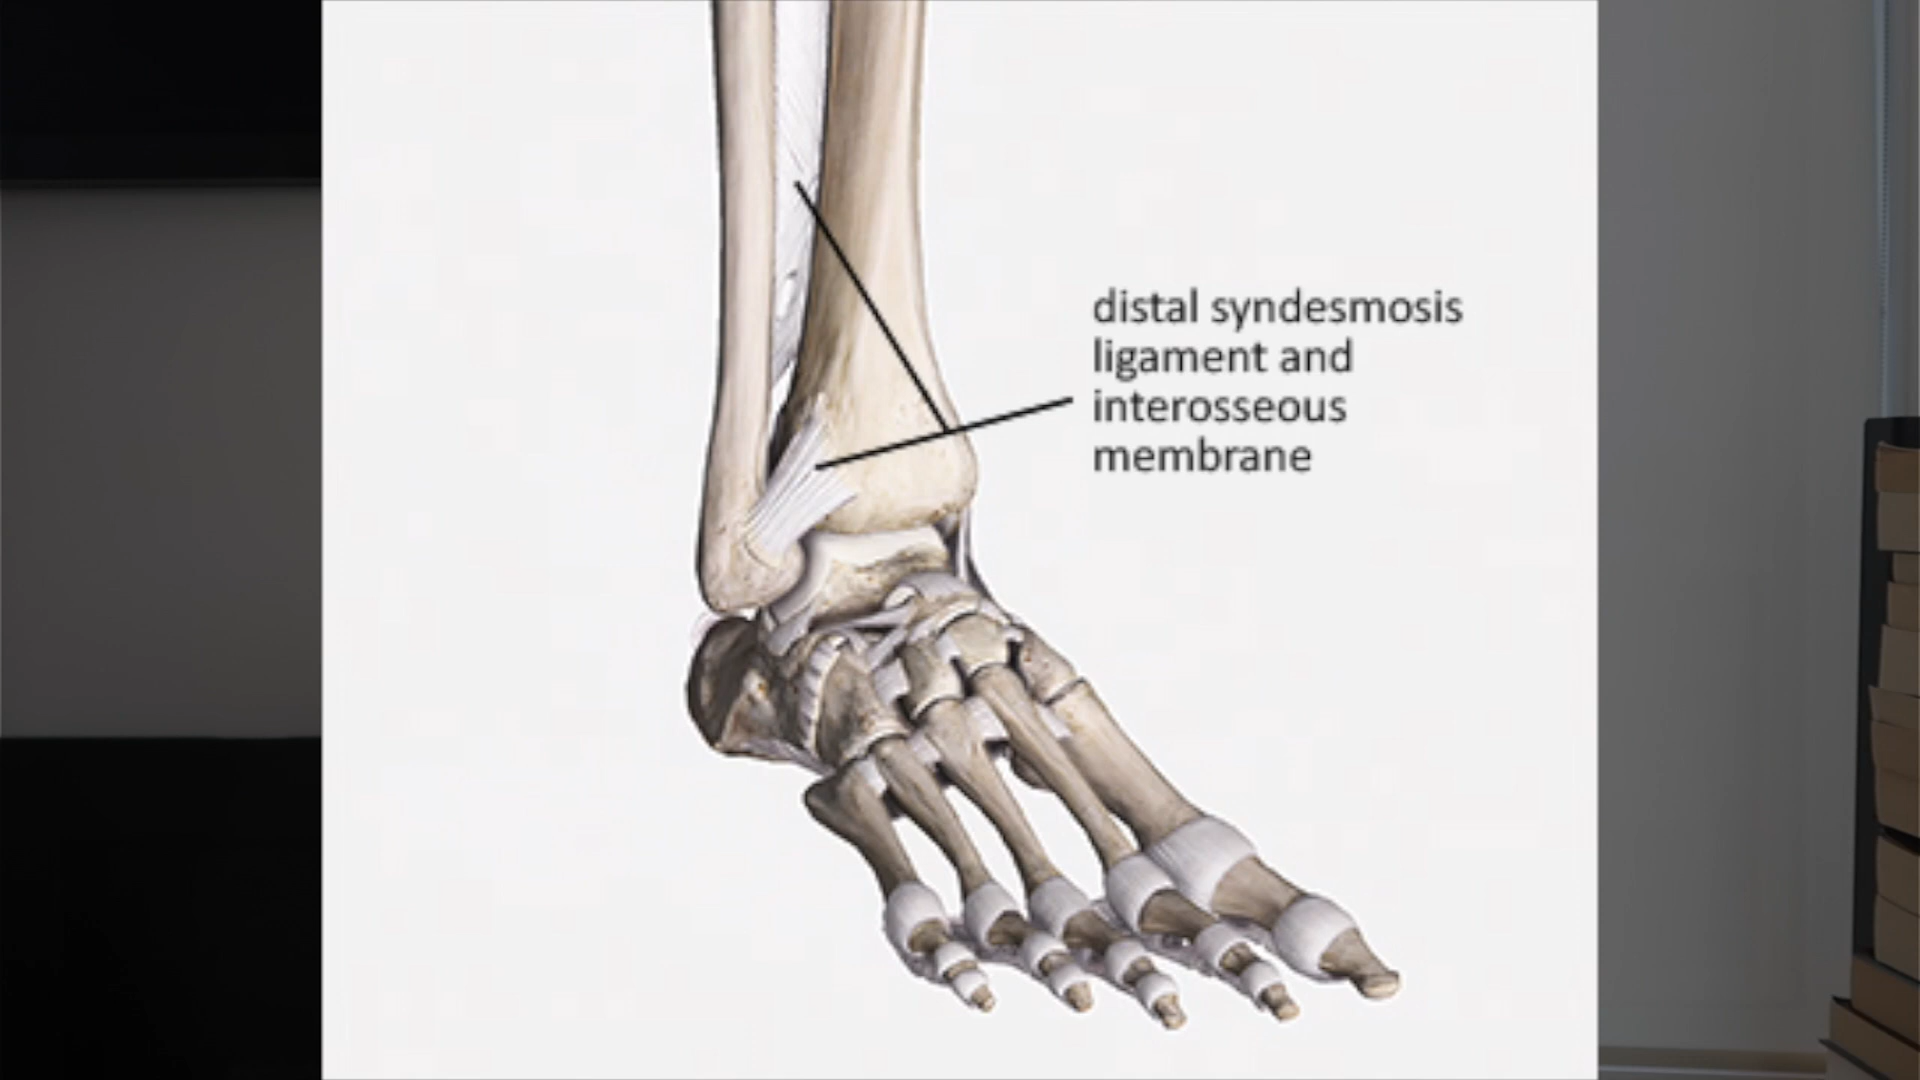 distal syndesmosis
ligament and
interosseous
membrane